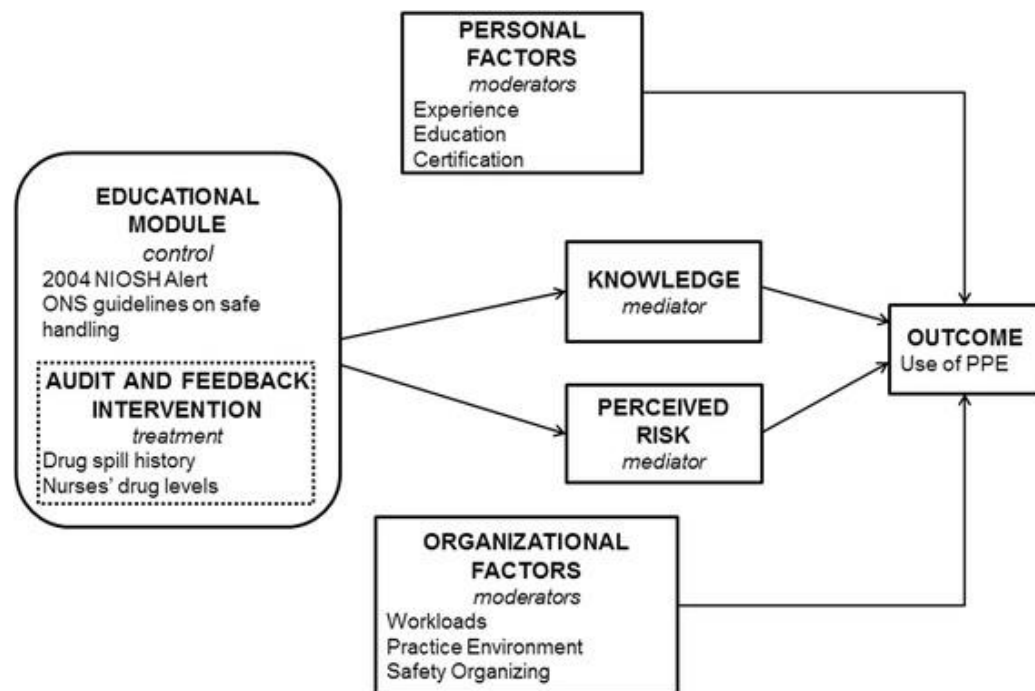 PERSONAL
FACTORS
moderators
Experience
Education
Certification
EDUCATIONAL
MODULE
control
2004 NIOSH Alert
ONS guidelines on safe
handling
AUDIT AND FEEDBACK
INTERVENTION
treatment
Drug spill history
Nurses' drug levels
KNOWLEDGE
mediator
PERCEIVED
RISK
mediator
OUTCOME
Use of PPE
ORGANIZATIONAL
FACTORS
moderators
Workloads
Practice Environment
Safety Organizing